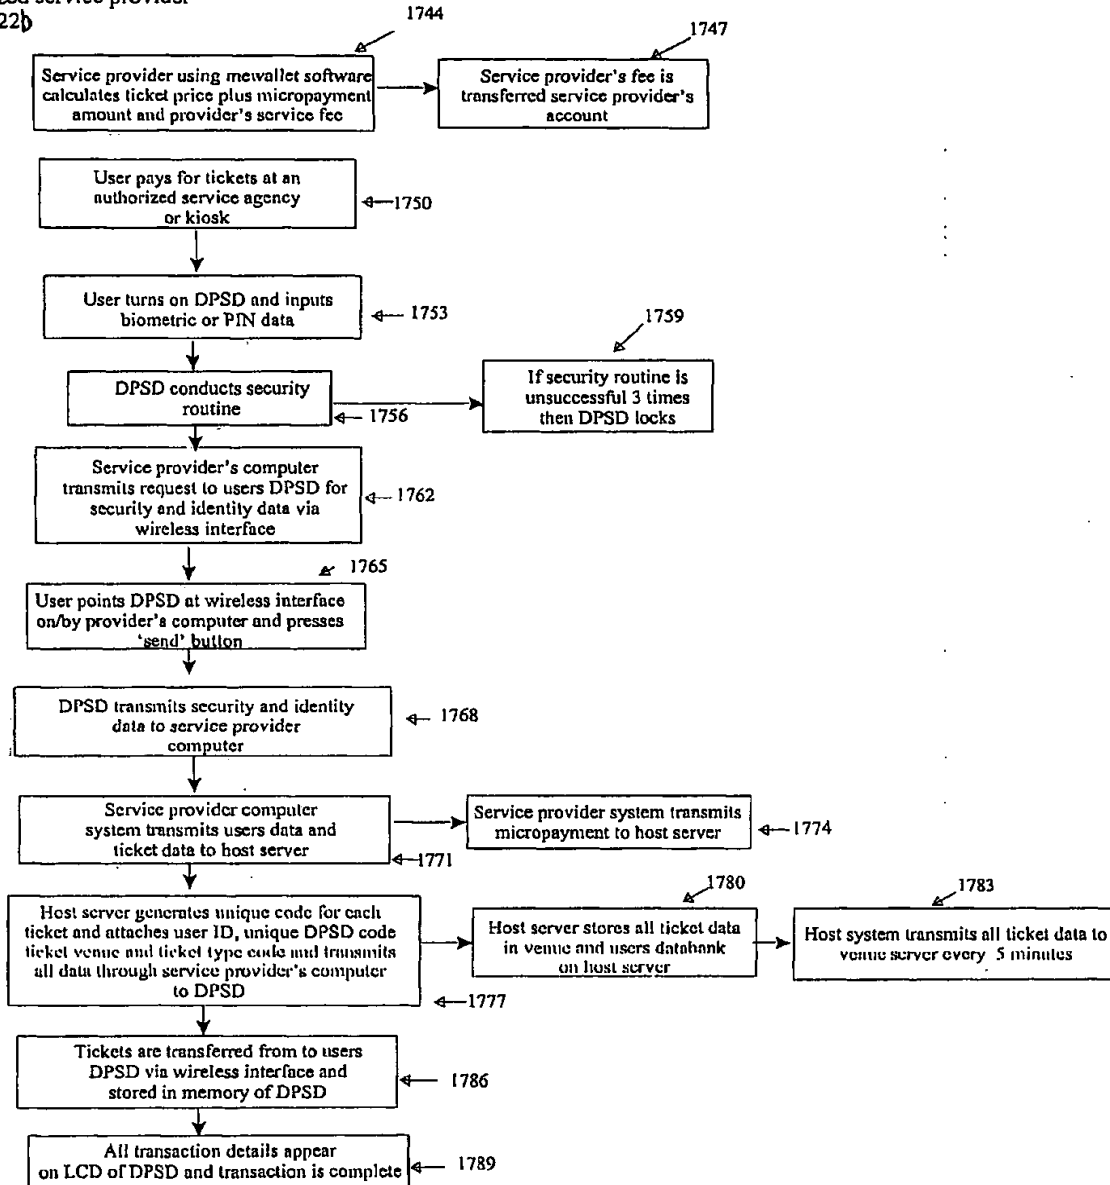 service provider
22b
1744
1747
Service provider using mewallet software
calculates ticket price plus micropayment
amount and provider's service fee
Service provider's fee is
transferred service provider's
account
User pays for tickets at an
authorized service agency
or kiosk
1750
User turns on DPSD and inputs
biometric or PIN data
1753
1759
DPSD conducts security
routine
1756
If security routine is
unsuccessful 3 times
then DPSD locks
Service provider's computer
transmits request to users DPSD for
security and identity data via
wireless interface
1762
1765
User points DPSD at wireless interface
on/by provider's computer and presses
'send' button
DPSD transmits security and identity
data to service provider
computer
1768
Service provider computer
system transmits users data and
ticket data to host server
1771
Service provider system transmits
micropayment to host server
1774
1780
1783
Host server generates unique code for each
ticket and attaches user ID, unique DPSD code
ticket venue and ticket type code and transmits
all data through service provider's computer
to DPSD
1777
Host server stores all ticket data
in venue and users databank
on host server
Host system transmits all ticket data to
venue server every 5 minutes
Tickets are transferred from to users
DPSD via wireless interface and
stored in memory of DPSD
1786
All transaction details appear
on LCD of DPSD and transaction is complete
1789